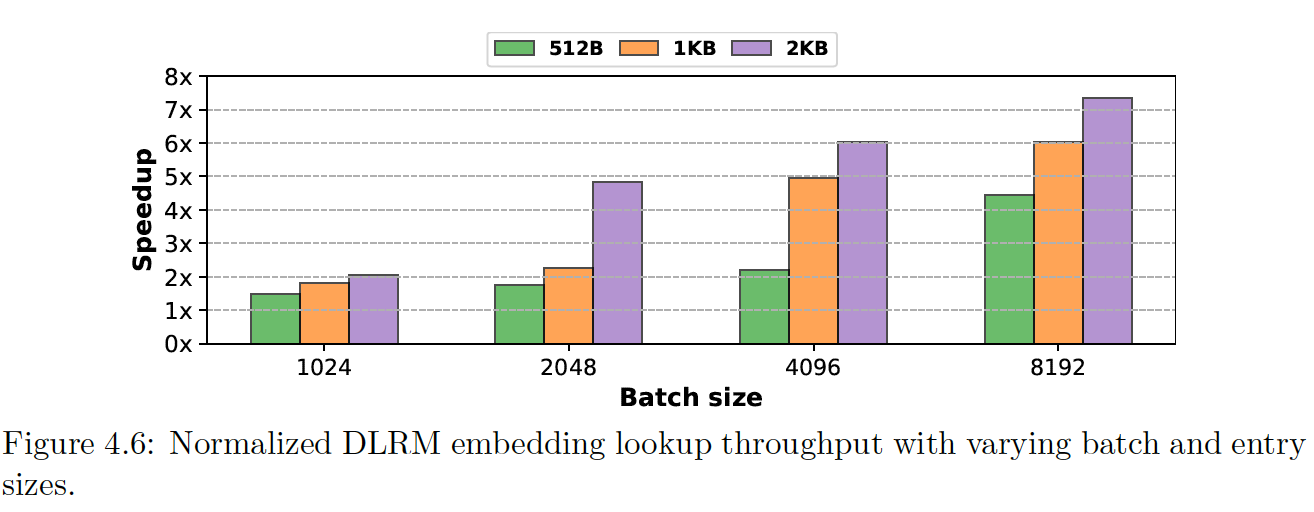 512B 1KB 2KB
8x
7x
6x
5x
4x
3x
2x
1x
0x
Speedup
1024 2048 4096 8192
Batch size
Figure 4.6: Normalized DLRM embedding lookup throughput with varying batch and entry
sizes.